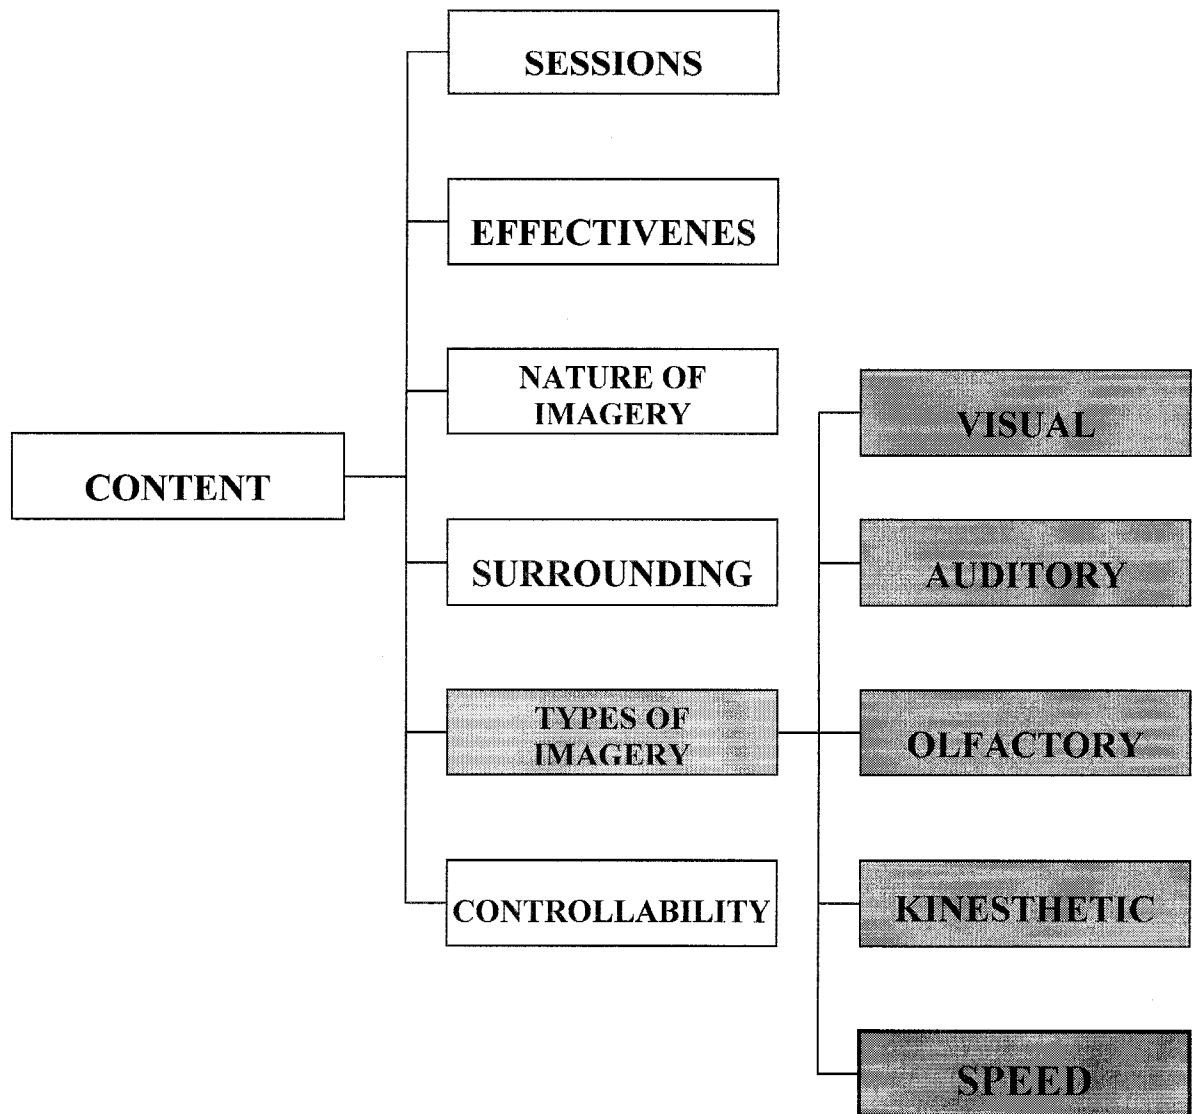 SESSIONS
EFFECTIVENES
NATURE OF
IMAGERY
CONTENT
SURROUNDING
TYPES OF
IMAGERY
CONTROLLABILITY
VISUAL
AUDITORY
OLFACTORY
KINESTHETIC
SPEED